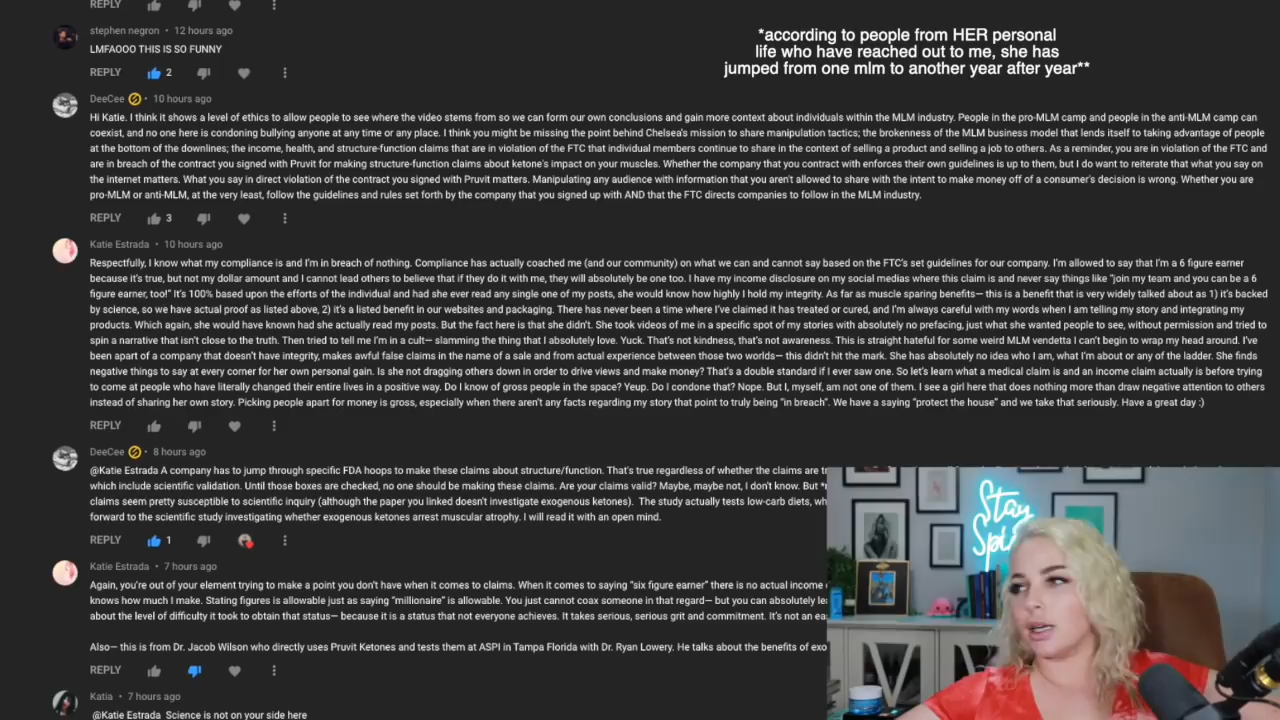 REPLY
stephen negron • 12 hours ago
LMFAOOO THIS IS SO FUNNY
REPLY 2
*according to people from HER personal
life who have reached out to me, she has
jumped from one mlm to another year after year**
DeeCee • 10 hours ago
Hi Katie. I think it shows a level of ethics to allow people to see where the video stems from so we can form our own conclusions and gain more context about individuals within the MLM industry. People in the pro-MLM camp and people in the anti-MLM camp can
coexist, and no one here is condoning bullying anyone at any time or any place. I think you might be missing the point behind Chelsea's mission to share manipulation tactics; the brokenness of the MLM business model that lends itself to taking advantage of people
at the bottom of the downlines; the income, health, and structure-function claims that are in violation of the FTC that individual members continue to share in the context of selling a product and selling a job to others. As a reminder, you are in violation of the FTC and
are in breach of the contract you signed with Pruvit for making structure-function claims about ketone's impact on your muscles. Whether the company that you contract with enforces their own guidelines is up to them, but I do want to reiterate that what you say on
the internet matters. What you say in direct violation of the contract you signed with Pruvit matters. Manipulating any audience with information that you aren't allowed to share with the intent to make money off of a consumer's decision is wrong. Whether you are
pro-MLM or anti-MLM, at the very least, follow the guidelines and rules set forth by the company that you signed up with AND that the FTC directs companies to follow in the MLM industry.
REPLY 3
Katie Estrada • 10 hours ago
Respectfully, I know what my compliance is and I'm in breach of nothing. Compliance has actually coached me (and our community) on what we can and cannot say based on the FTC's set guidelines for our company. I'm allowed to say that I'm a 6 figure earner
because it's true, but not my dollar amount and I cannot lead others to believe that if they do it with me, they will absolutely be one too. I have my income disclosure on my social medias where this claim is and never say things like "join my team and you can be a 6
figure earner, too!" It's 100% based upon the efforts of the individual and had she ever read any single one of my posts, she would know how highly I hold my integrity. As far as muscle sparing benefits— this is a benefit that is very widely talked about as 1) it's backed
by science, so we have actual proof as listed above, 2) it's a listed benefit in our websites and packaging. There has never been a time where I've claimed it has treated or cured, and I'm always careful with my words when I am telling my story and integrating my
products. Which again, she would have known had she actually read my posts. But the fact here is that she didn't. She took videos of me in a specific spot of my stories with absolutely no prefacing, just what she wanted people to see, without permission and tried to
spin a narrative that isn't close to the truth. Then tried to tell me I'm in a cult— slamming the thing that I absolutely love. Yuck. That's not kindness, that's not awareness. This is straight hateful for some weird MLM vendetta I can't begin to wrap my head around. I've
been apart of a company that doesn't have integrity, makes awful false claims in the name of a sale and from actual experience between those two worlds— this didn't hit the mark. She has absolutely no idea who I am, what I'm about or any of the ladder. She finds
negative things to say at every corner for her own personal gain. Is she not dragging others down in order to drive views and make money? That's a double standard if I ever saw one. So let's learn what a medical claim is and an income claim actually is before trying
to come at people who have literally changed their entire lives in a positive way. Do I know of gross people in the space? Yeup. Do I condone that? Nope. But I, myself, am not one of them. I see a girl here that does nothing more than draw negative attention to others
instead of sharing her own story. Picking people apart for money is gross, especially when there aren't any facts regarding my story that point to truly being "in breach". We have a saying "protect the house" and we take that seriously. Have a great day :)
REPLY
DeeCee • 8 hours ago
@Katie Estrada A company has to jump through specific FDA hoops to make these claims about structure/function. That's true regardless of whether the claims are
which include scientific validation. Until those boxes are checked, no one should be making these claims. Are your claims valid? Maybe, maybe not, I don't know. But
claims seem pretty susceptible to scientific inquiry (although the paper you linked doesn't investigate exogenous ketones). The study actually tests low-carb diets,
forward to the scientific study investigating whether exogenous ketones arrest muscular atrophy. I will read it with an open mind.
REPLY 1
Katie Estrada • 7 hours ago
Again, you're out of your element trying to make a point you don't have when it comes to claims. When it comes to saying "six figure earner" there is no actual income
knows how much I make. Stating figures is allowable just as saying "millionaire" is allowable. You just cannot coax someone in that regard— but you can absolutely
about the level of difficulty it took to obtain that status— because it is a status that not everyone achieves. It takes serious, serious grit and commitment. It's not an
Also— this is from Dr. Jacob Wilson who directly uses Pruvit Ketones and tests them at ASPI in Tampa Florida with Dr. Ryan Lowery. He talks about the benefits of
REPLY
Katia • 7 hours ago
@Katie Estrada Science is not on your side here
Stay